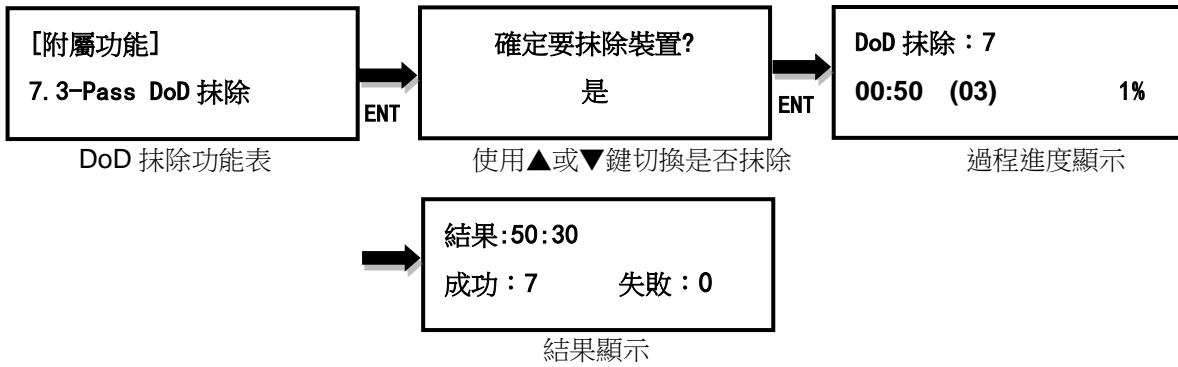 [附屬功能]
7.3-Pass DoD 抹除
ENT
確定要抹除裝置?
是
ENT
DoD 抹除：7
00:50 (03) 1%
DoD 抹除功能表
使用▲或▼鍵切換是否抹除
過程進度顯示
結果:50:30
成功：7 失敗：0
結果顯示